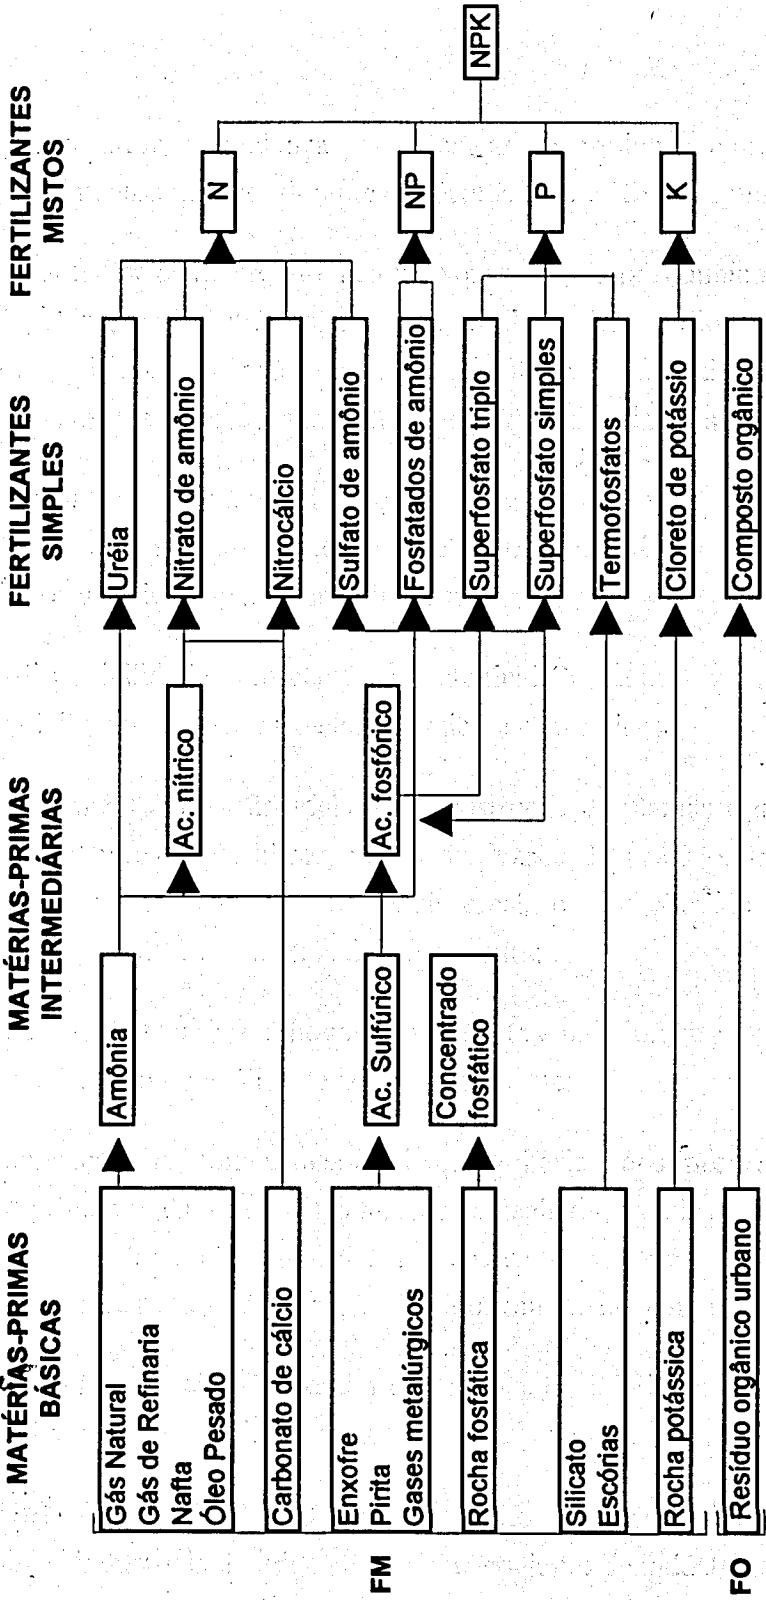 MATÉRIAS-PRIMAS
BÁSICAS
MATÉRIAS-PRIMAS
INTERMEDIÁRIAS
FERTILIZANTES
SIMPLES
FERTILIZANTES
MISTOS
FM
Gás Natural
Gás de Refinaria
Nafta
Óleo Pesado
Carbonato de cálcio
Enxofre
Pirita
Gases metalúrgicos
Rocha fosfática
Silicato
Escórias
Rocha potássica
FO
Resíduo orgânico urbano
Amônia
Ac. Sulfúrico
Concentrado
fosfático
Ac. nítrico
Ac. fosfórico
Uréia
Nitrato de amônio
Nitrocálcio
Sulfato de amônio
Fosfatados de amônio
Superfosfato triplo
Superfosfato simples
Termofosfatos
Cloreto de potássio
Composto orgânico
N
NP
P
K
NPK